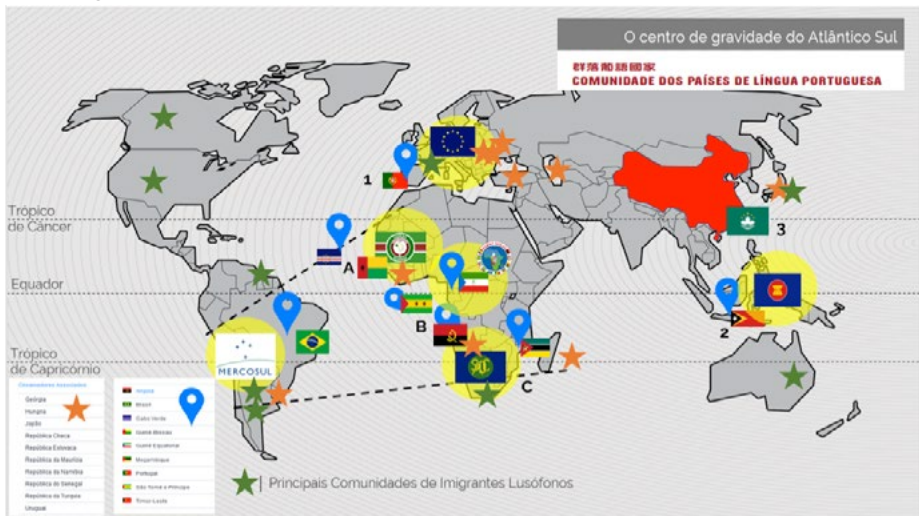 O centro de gravidade do Atlântico Sul
COMUNIDADE DOS PAÍSES DE LÍNGUA PORTUGUESA
1
Trópico
de Câncer
3
A
Equador
B
2
Trópico
de Capricórnio
MERCOSUL
C
Observadores Associados
Geórgia
Hungria
Japão
República Checa
República Eslovaca
República da Maurícia
República da Namíbia
República do Senegal
República da Turquia
Uruguai
Angola
Brasil
Cabo Verde
Guiné-Bissau
Guiné Equatorial
Moçambique
Portugal
São Tomé e Príncipe
Timor-Leste
Principais Comunidades de Imigrantes Lusófonos